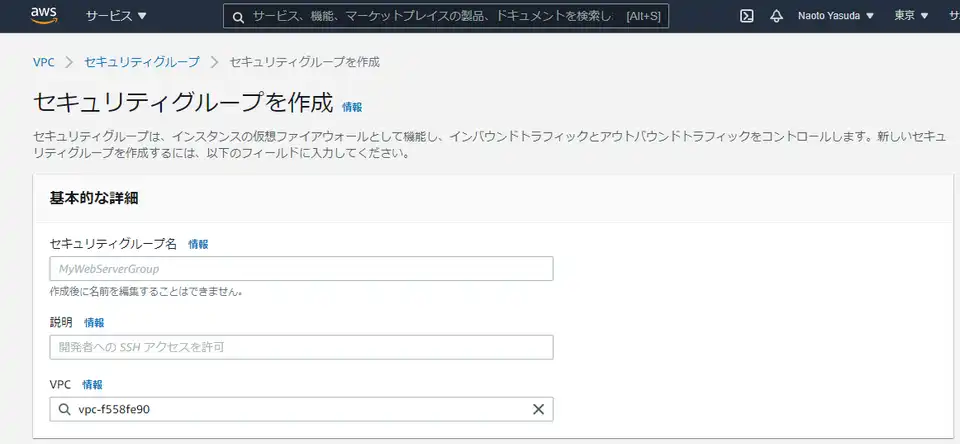 aws サービス ▼ サービス、機能、マーケットプレイスの製品、ドキュメントを検索し [Alt+S] Naoto Yasuda ▼ 東京 ▼ サ
VPC > セキュリティグループ > セキュリティグループを作成
セキュリティグループを作成 情報
セキュリティグループは、インスタンスの仮想ファイアウォールとして機能し、インバウンドトラフィックとアウトバウンドトラフィックをコントロールします。新しいセキュ
リティグループを作成するには、以下のフィールドに入力してください。
基本的な詳細
セキュリティグループ名 情報
MyWebServerGroup
作成後に名前を編集することはできません。
説明 情報
開発者への SSH アクセスを許可
VPC 情報
vpc-f558fe90